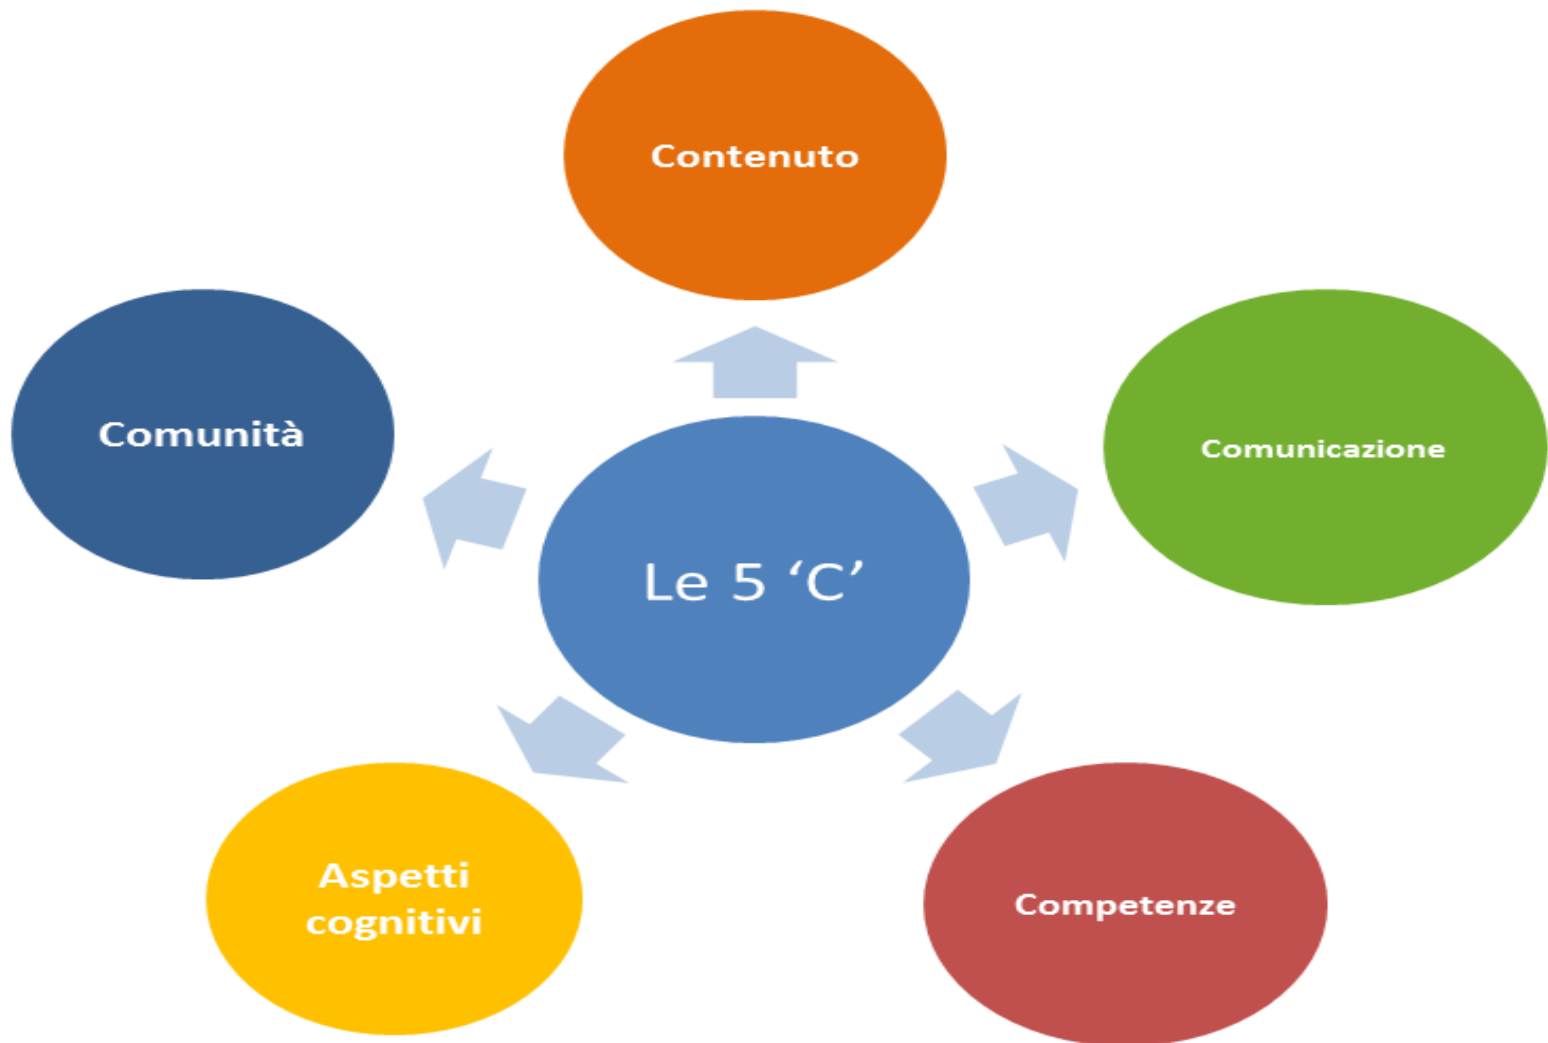 Contenuto
Comunità
Comunicazione
Le 5 ‘C’
Aspetti
cognitivi
Competenze